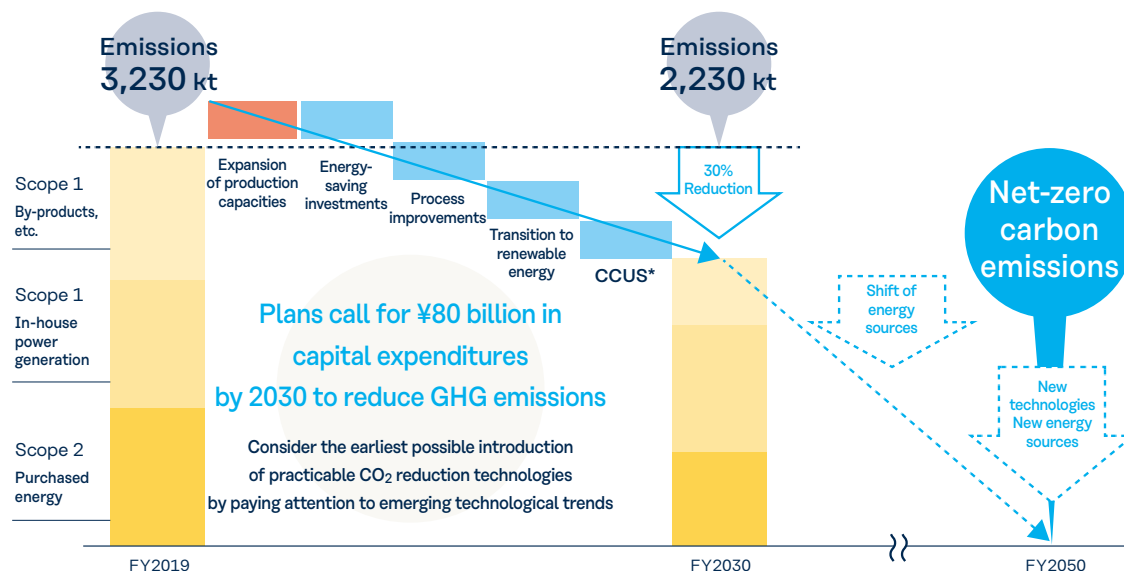 Emissions
3,230 kt
Emissions
2,230 kt
Scope 1
By-products,
etc.
Scope 1
In-house
power
generation
Scope 2
Purchased
energy
Expansion
of production
capacities
Energy-
saving
investments
Process
improvements
Transition to
renewable
energy
CCUS*
30%
Reduction
Plans call for ¥80 billion in
capital expenditures
by 2030 to reduce GHG emissions
Consider the earliest possible introduction
of practicable CO₂ reduction technologies
by paying attention to emerging technological trends
Shift of
energy
sources
Net-zero
carbon
emissions
New
technologies
New energy
sources
FY2019
FY2030
FY2050